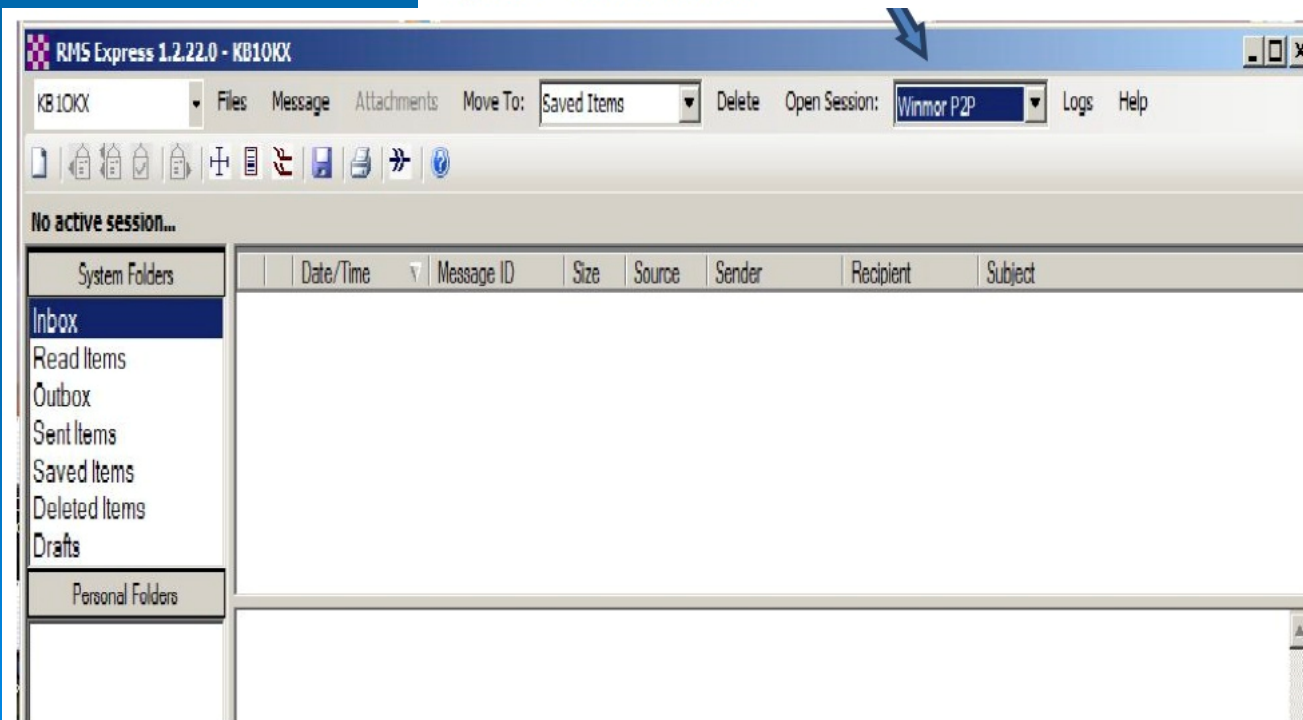 RMS Express 1.2.22.0 - KB1OKX
KB1OKX Files Message Attachments Move To: Saved Items Delete Open Session: Winmor P2P Logs Help
No active session...
System Folders Date/Time Message ID Size Source Sender Recipient Subject
Inbox
Read Items
Outbox
Sent Items
Saved Items
Deleted Items
Drafts
Personal Folders